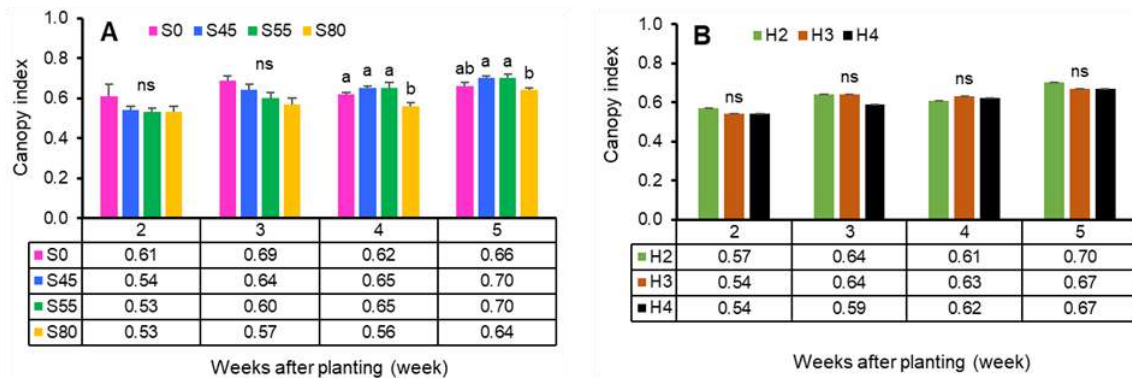 A
S0 S45 S55 S80
Canopy index
1.0
0.8
0.6
0.4
0.2
0.0
ns
ns
a a a b
ab a a b
2 3 4 5
S0 0.61 0.69 0.62 0.66
S45 0.54 0.64 0.65 0.70
S55 0.53 0.60 0.65 0.70
S80 0.53 0.57 0.56 0.64
Weeks after planting (week)
B
H2 H3 H4
Canopy index
1.0
0.8
0.6
0.4
0.2
0.0
ns ns ns ns
2 3 4 5
H2 0.57 0.64 0.61 0.70
H3 0.54 0.64 0.63 0.67
H4 0.54 0.59 0.62 0.67
Weeks after planting (week)